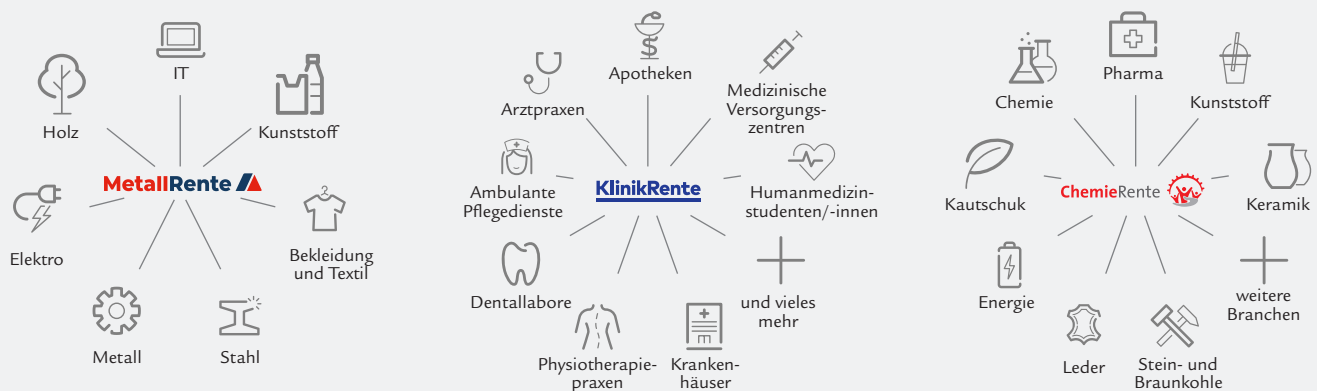 IT
Holz
Kunststoff
MetallRente
Elektro
Bekleidung
und Textil
Metall
Stahl
Apotheken
Arztpraxen
Medizinische
Versorgungs-
zentren
Ambulante
Pflegedienste
KlinikRente
Humanmedizin-
studenten/-innen
Dentallabore
und vieles
mehr
Physiotherapie-
praxen
Kranken-
häuser
Pharma
Chemie
Kunststoff
Kautschuk
ChemieRente
Keramik
Energie
weitere
Branchen
Leder
Stein- und
Braunkohle